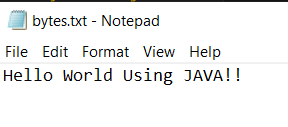 bytes.txt - Notepad
File Edit Format View Help
Hello World Using JAVA!!